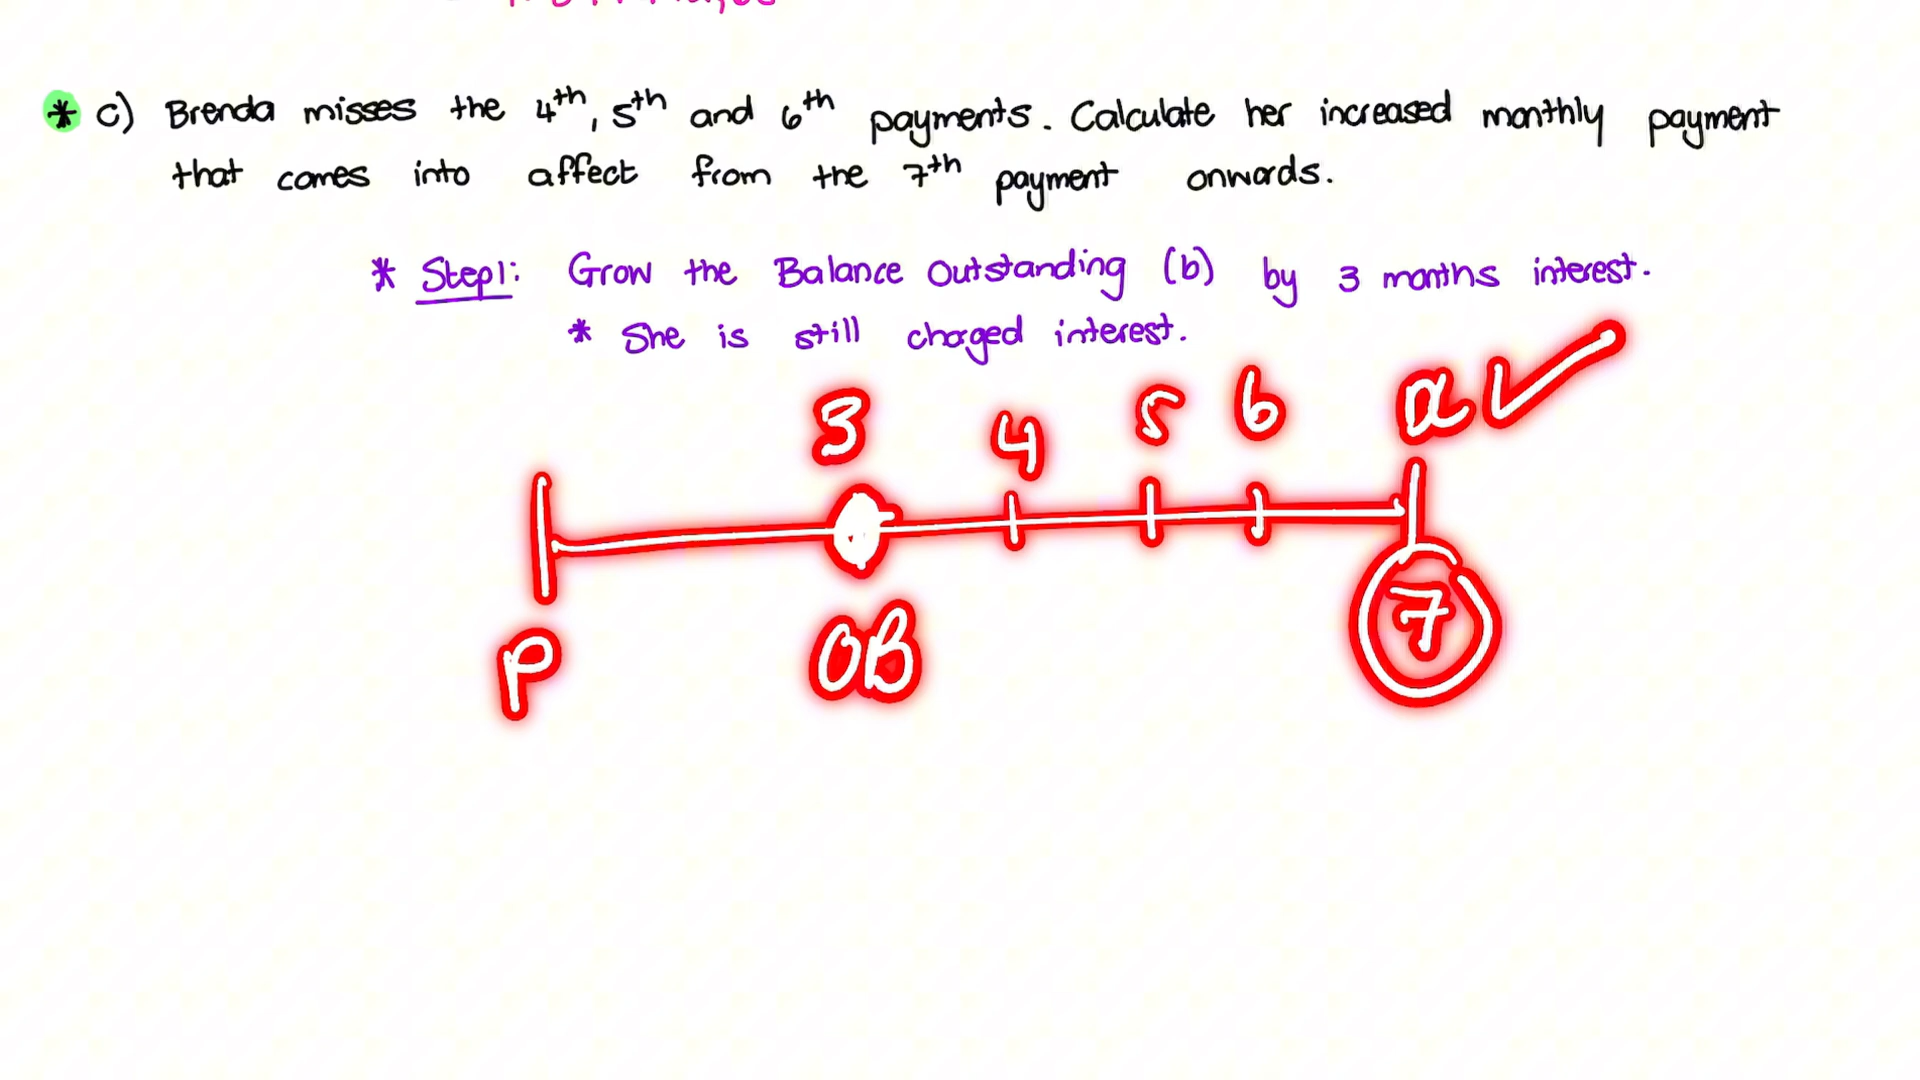 * c) Brenda misses the 4th, 5th and 6th payments. Calculate her increased monthly payment
that comes into affect from the 7th payment onwards.
* Step1: Grow the Balance Outstanding (b) by 3 months interest.
* She is still charged interest.
3 4 5 6 x
P OB 7